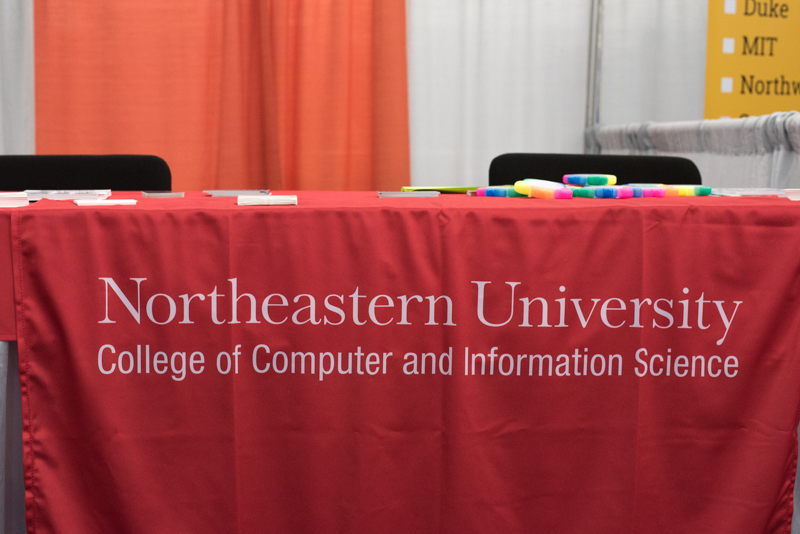 Duke
MIT
Northeastern University
College of Computer and Information Science